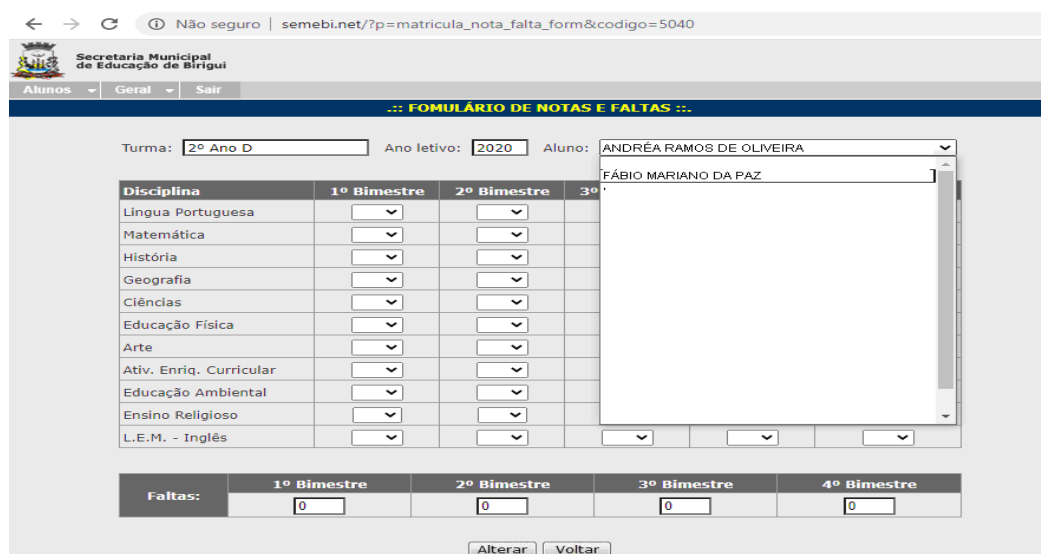 Não seguro | semebi.net/?p=matricula_nota_falta_form&codigo=5040
Secretaria Municipal
de Educação de Birigui
Alunos Geral Sair
.:: FOMULÁRIO DE NOTAS E FALTAS ::.
Turma: 2º Ano D Ano letivo: 2020 Aluno: ANDRÉA RAMOS DE OLIVEIRA
FÁBIO MARIANO DA PAZ
Disciplina 1º Bimestre 2º Bimestre 3º
Lingua Portuguesa
Matemática
História
Geografia
Ciências
Educação Física
Arte
Ativ. Enriq. Curricular
Educação Ambiental
Ensino Religioso
L.E.M. - Inglês
Faltas: 1º Bimestre 2º Bimestre 3º Bimestre 4º Bimestre
0 0 0 0
Alterar Voltar